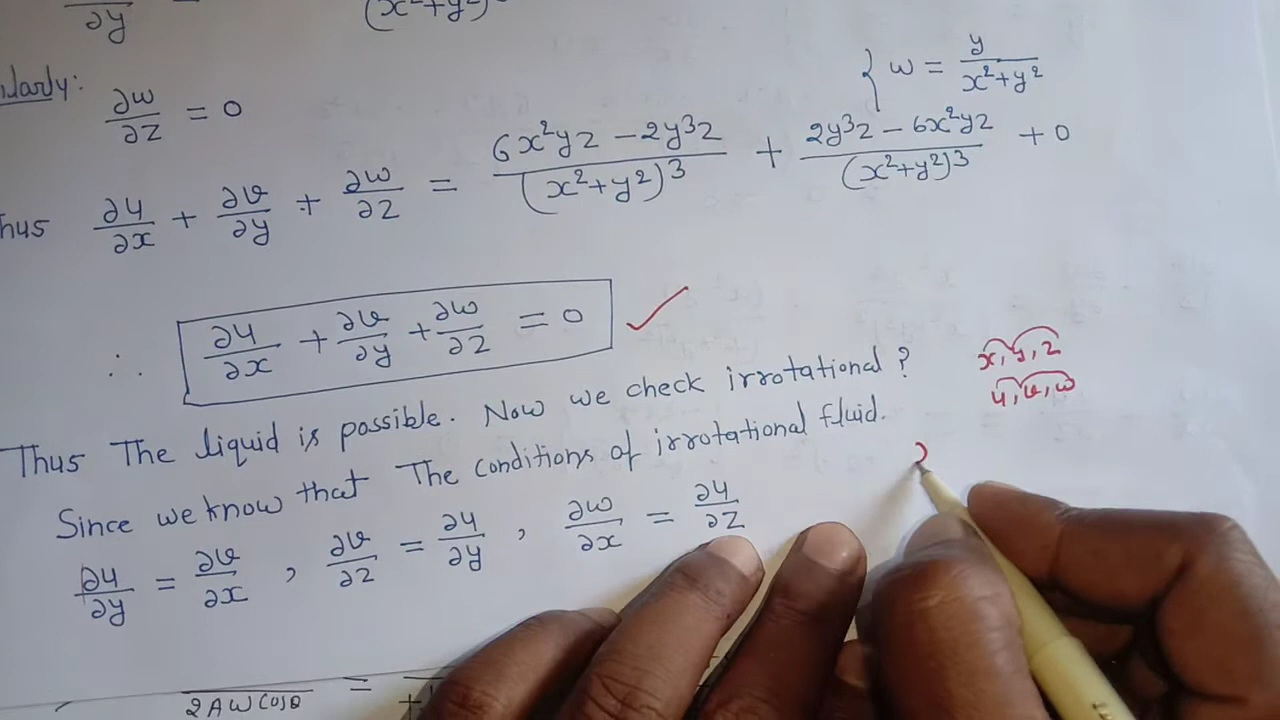 ∂y (x²+y²)
ilarly:
{ w = y/(x²+y²)
∂w/∂z = 0
hus ∂u/∂x + ∂v/∂y + ∂w/∂z = (6x²yz − 2y³z)/(x²+y²)³ + (2y³z − 6x²yz)/(x²+y²)³ + 0
∴ ∂u/∂x + ∂v/∂y + ∂w/∂z = 0 ✓
x, y, z
u, v, w
Thus The liquid is possible. Now we check irrotational ?
Since we know that The conditions of irrotational fluid.
∂u/∂y = ∂v/∂x , ∂v/∂z = ∂u/∂y , ∂w/∂x = ∂u/∂z
2AW cosθ = +